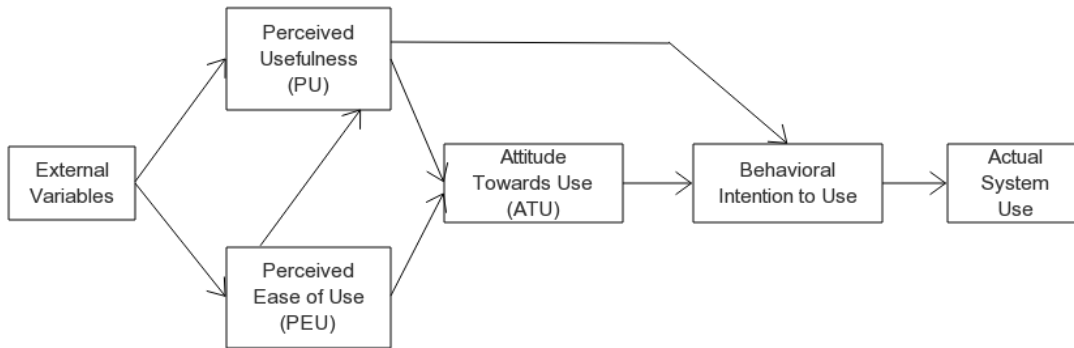 External
Variables
Perceived
Usefulness
(PU)
Perceived
Ease of Use
(PEU)
Attitude
Towards Use
(ATU)
Behavioral
Intention to Use
Actual
System
Use